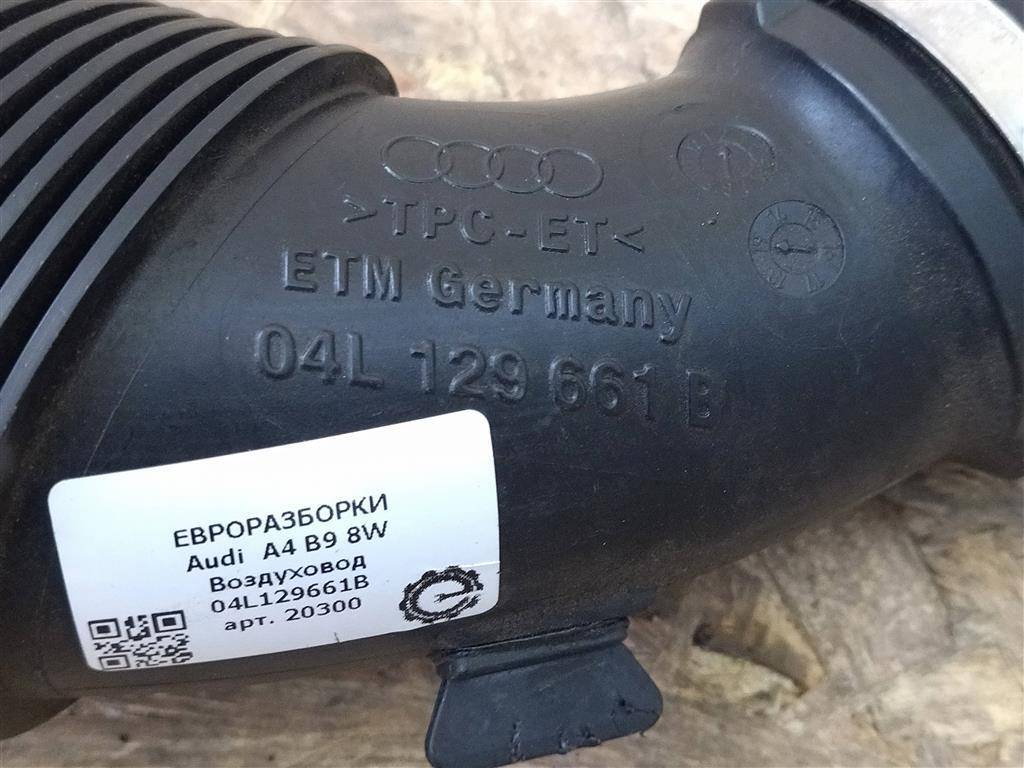 >TPC-ET<
ETM Germany
04L 129 661 B
ЕВРОРАЗБОРКИ
Audi A4 B9 8W
Воздуховод
04L129661B
арт. 20300